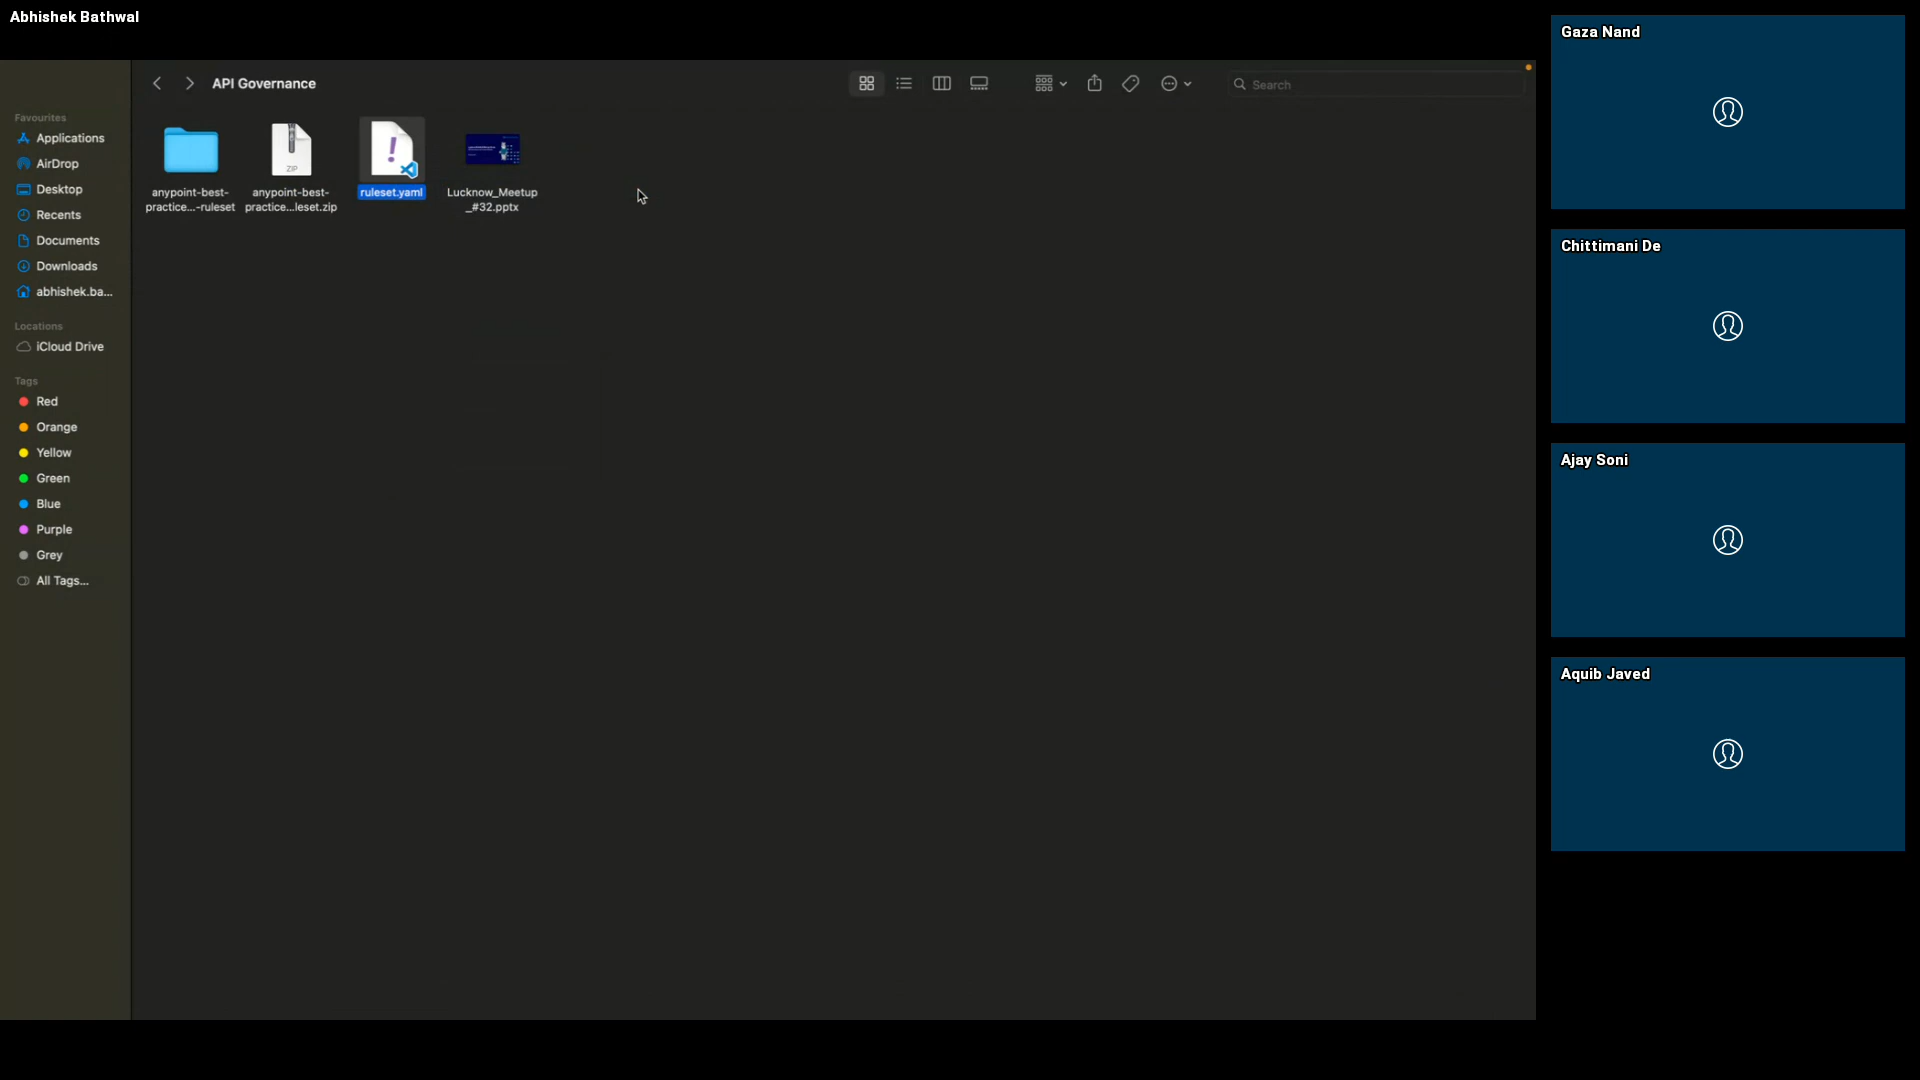 Abhishek Bathwal
API Governance
Search
Favourites
Applications
AirDrop
Desktop
Recents
Documents
Downloads
abhishek.ba...
Locations
iCloud Drive
Tags
Red
Orange
Yellow
Green
Blue
Purple
Grey
All Tags...
anypoint-best-
practice...-ruleset
ZIP
anypoint-best-
practice...leset.zip
ruleset.yaml
Lucknow_Meetup
_#32.pptx
Gaza Nand
Chittimani De
Ajay Soni
Aquib Javed